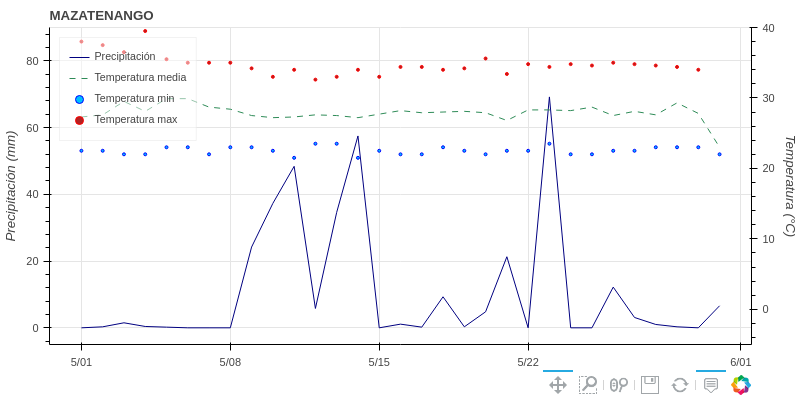 MAZATENANGO
Precipitación
Temperatura media
Temperatura min
Temperatura max
Precipitación (mm)
80
60
40
20
0
Temperatura (°C)
40
30
20
10
0
5/01
5/08
5/15
5/22
6/01